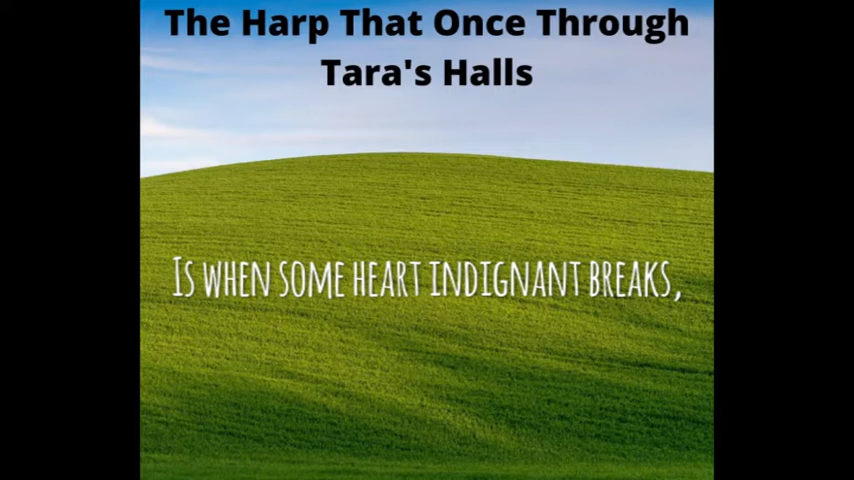 The Harp That Once Through
Tara's Halls
Is when some heart indignant breaks,